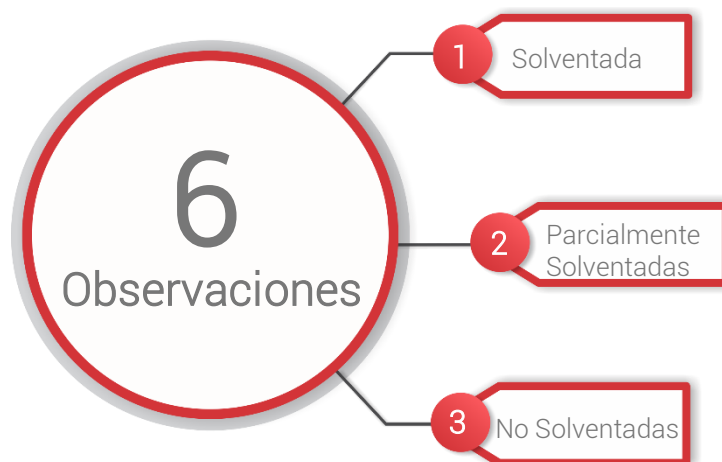 6
Observaciones
1
Solventada
2
Parcialmente
Solventadas
3
No Solventadas